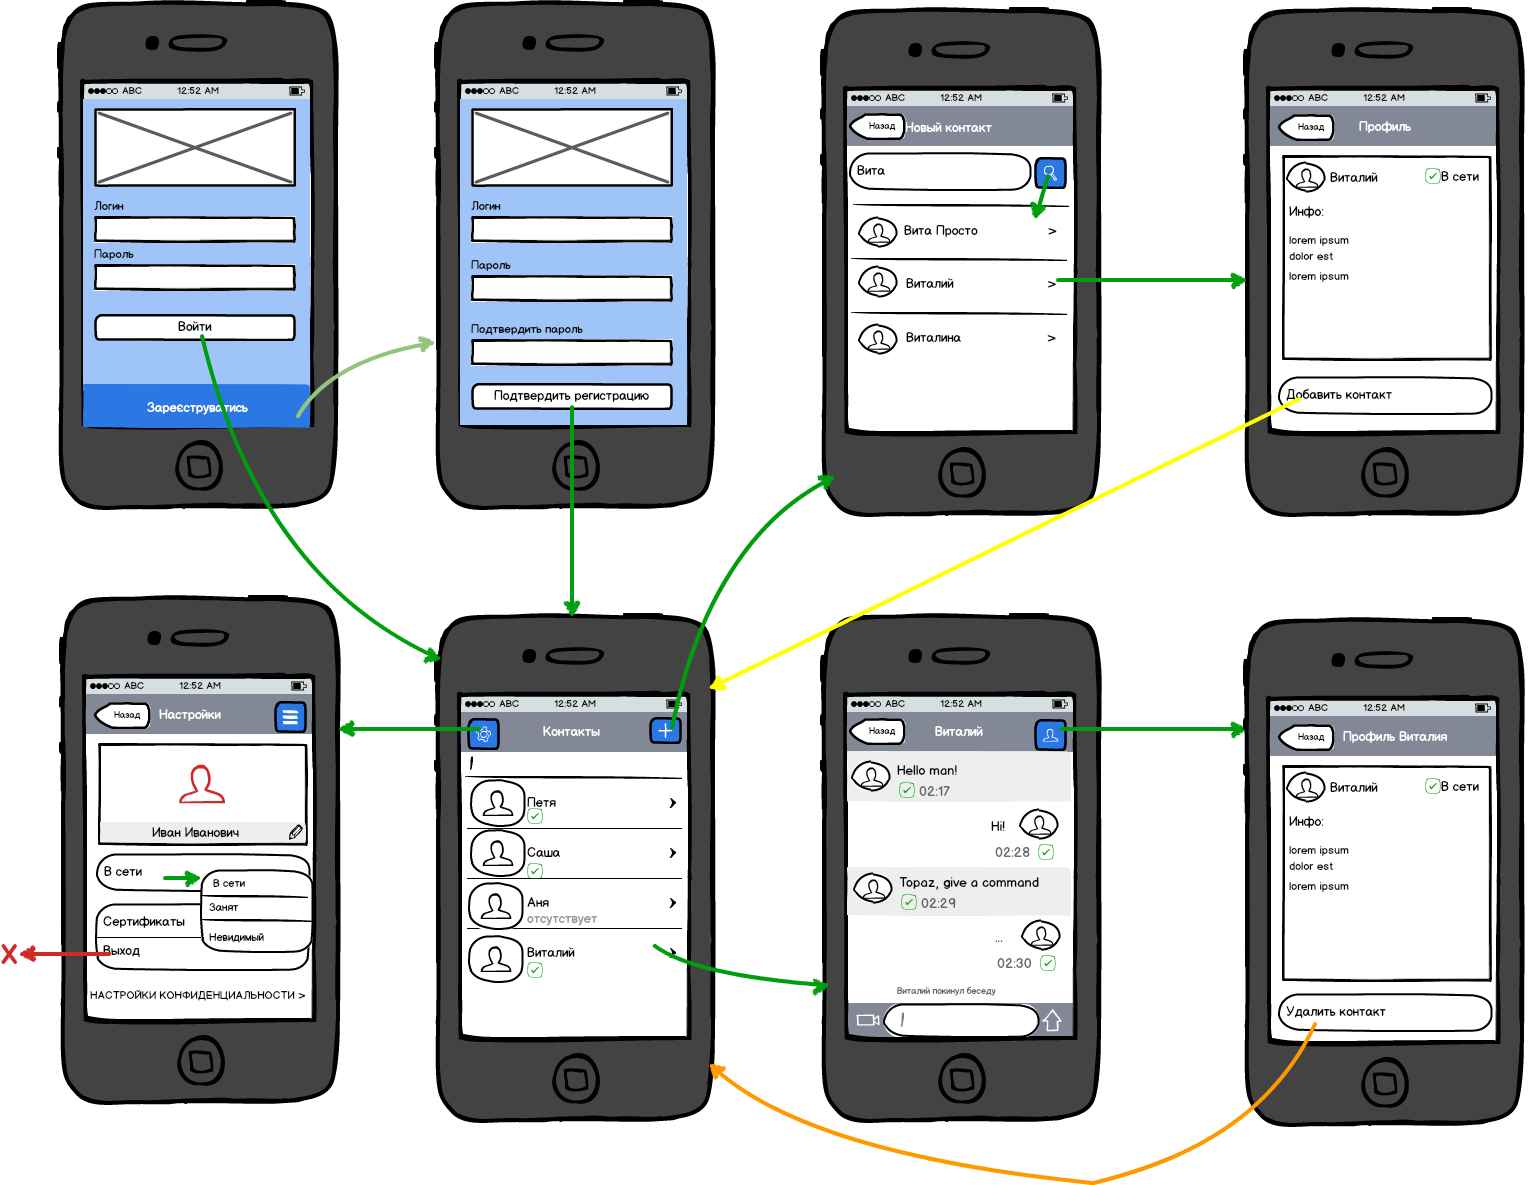 ABC 12:52 AM
Логин
Пароль
Войти
Зареєструватись
ABC 12:52 AM
Логин
Пароль
Подтвердить пароль
Подтвердить регистрацию
ABC 12:52 AM
Назад Новый контакт
Вита
Вита Просто >
Виталий >
Виталина >
ABC 12:52 AM
Назад Профиль
Виталий В сети
Инфо:
lorem ipsum
dolor est
lorem ipsum
Добавить контакт
ABC 12:52 AM
Назад Настройки
Иван Иванович
В сети
В сети
Занят
Невидимый
Сертификаты
X Выход
НАСТРОЙКИ КОНФИДЕНЦИАЛЬНОСТИ >
ABC 12:52 AM
Контакты
Петя
Саша
Аня
отсутствует
Виталий
ABC 12:52 AM
Назад Виталий
Hello man!
02:17
Hi!
02:28
Topaz, give a command
02:29
...
02:30
Виталий покинул беседу
ABC 12:52 AM
Назад Профиль Виталия
Виталий В сети
Инфо:
lorem ipsum
dolor est
lorem ipsum
Удалить контакт